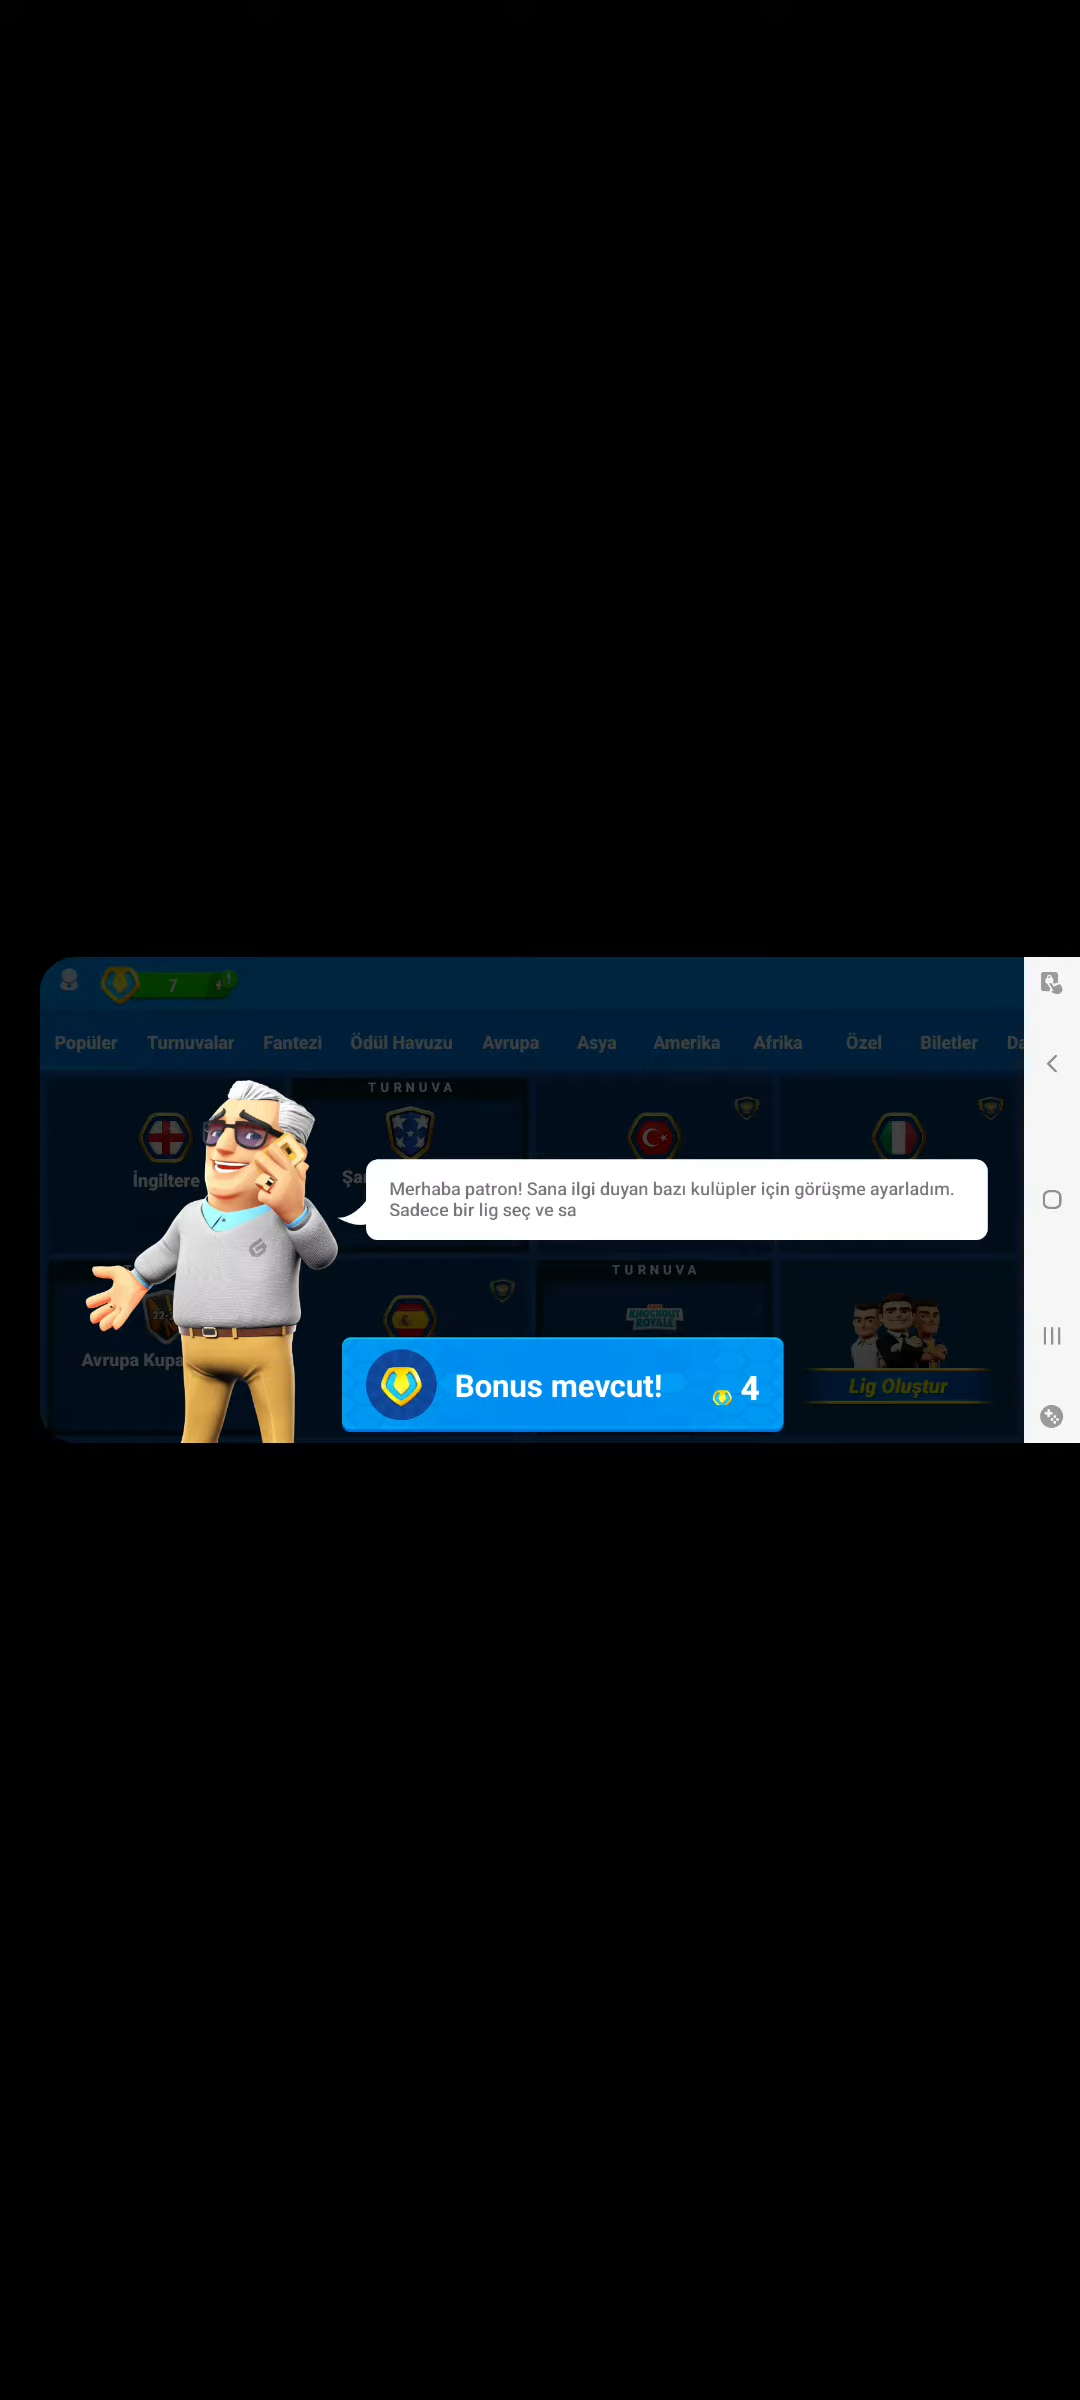 7
Popüler Turnuvalar Fantezi Ödül Havuzu Avrupa Asya Amerika Afrika Özel Biletler
TURNUVA
İngiltere
Merhaba patron! Sana ilgi duyan bazı kulüpler için görüşme ayarladım.
Sadece bir lig seç ve sa
TURNUVA
KNOCKOUT
ROYALE
Avrupa Kupa
Bonus mevcut! 4
Lig Oluştur